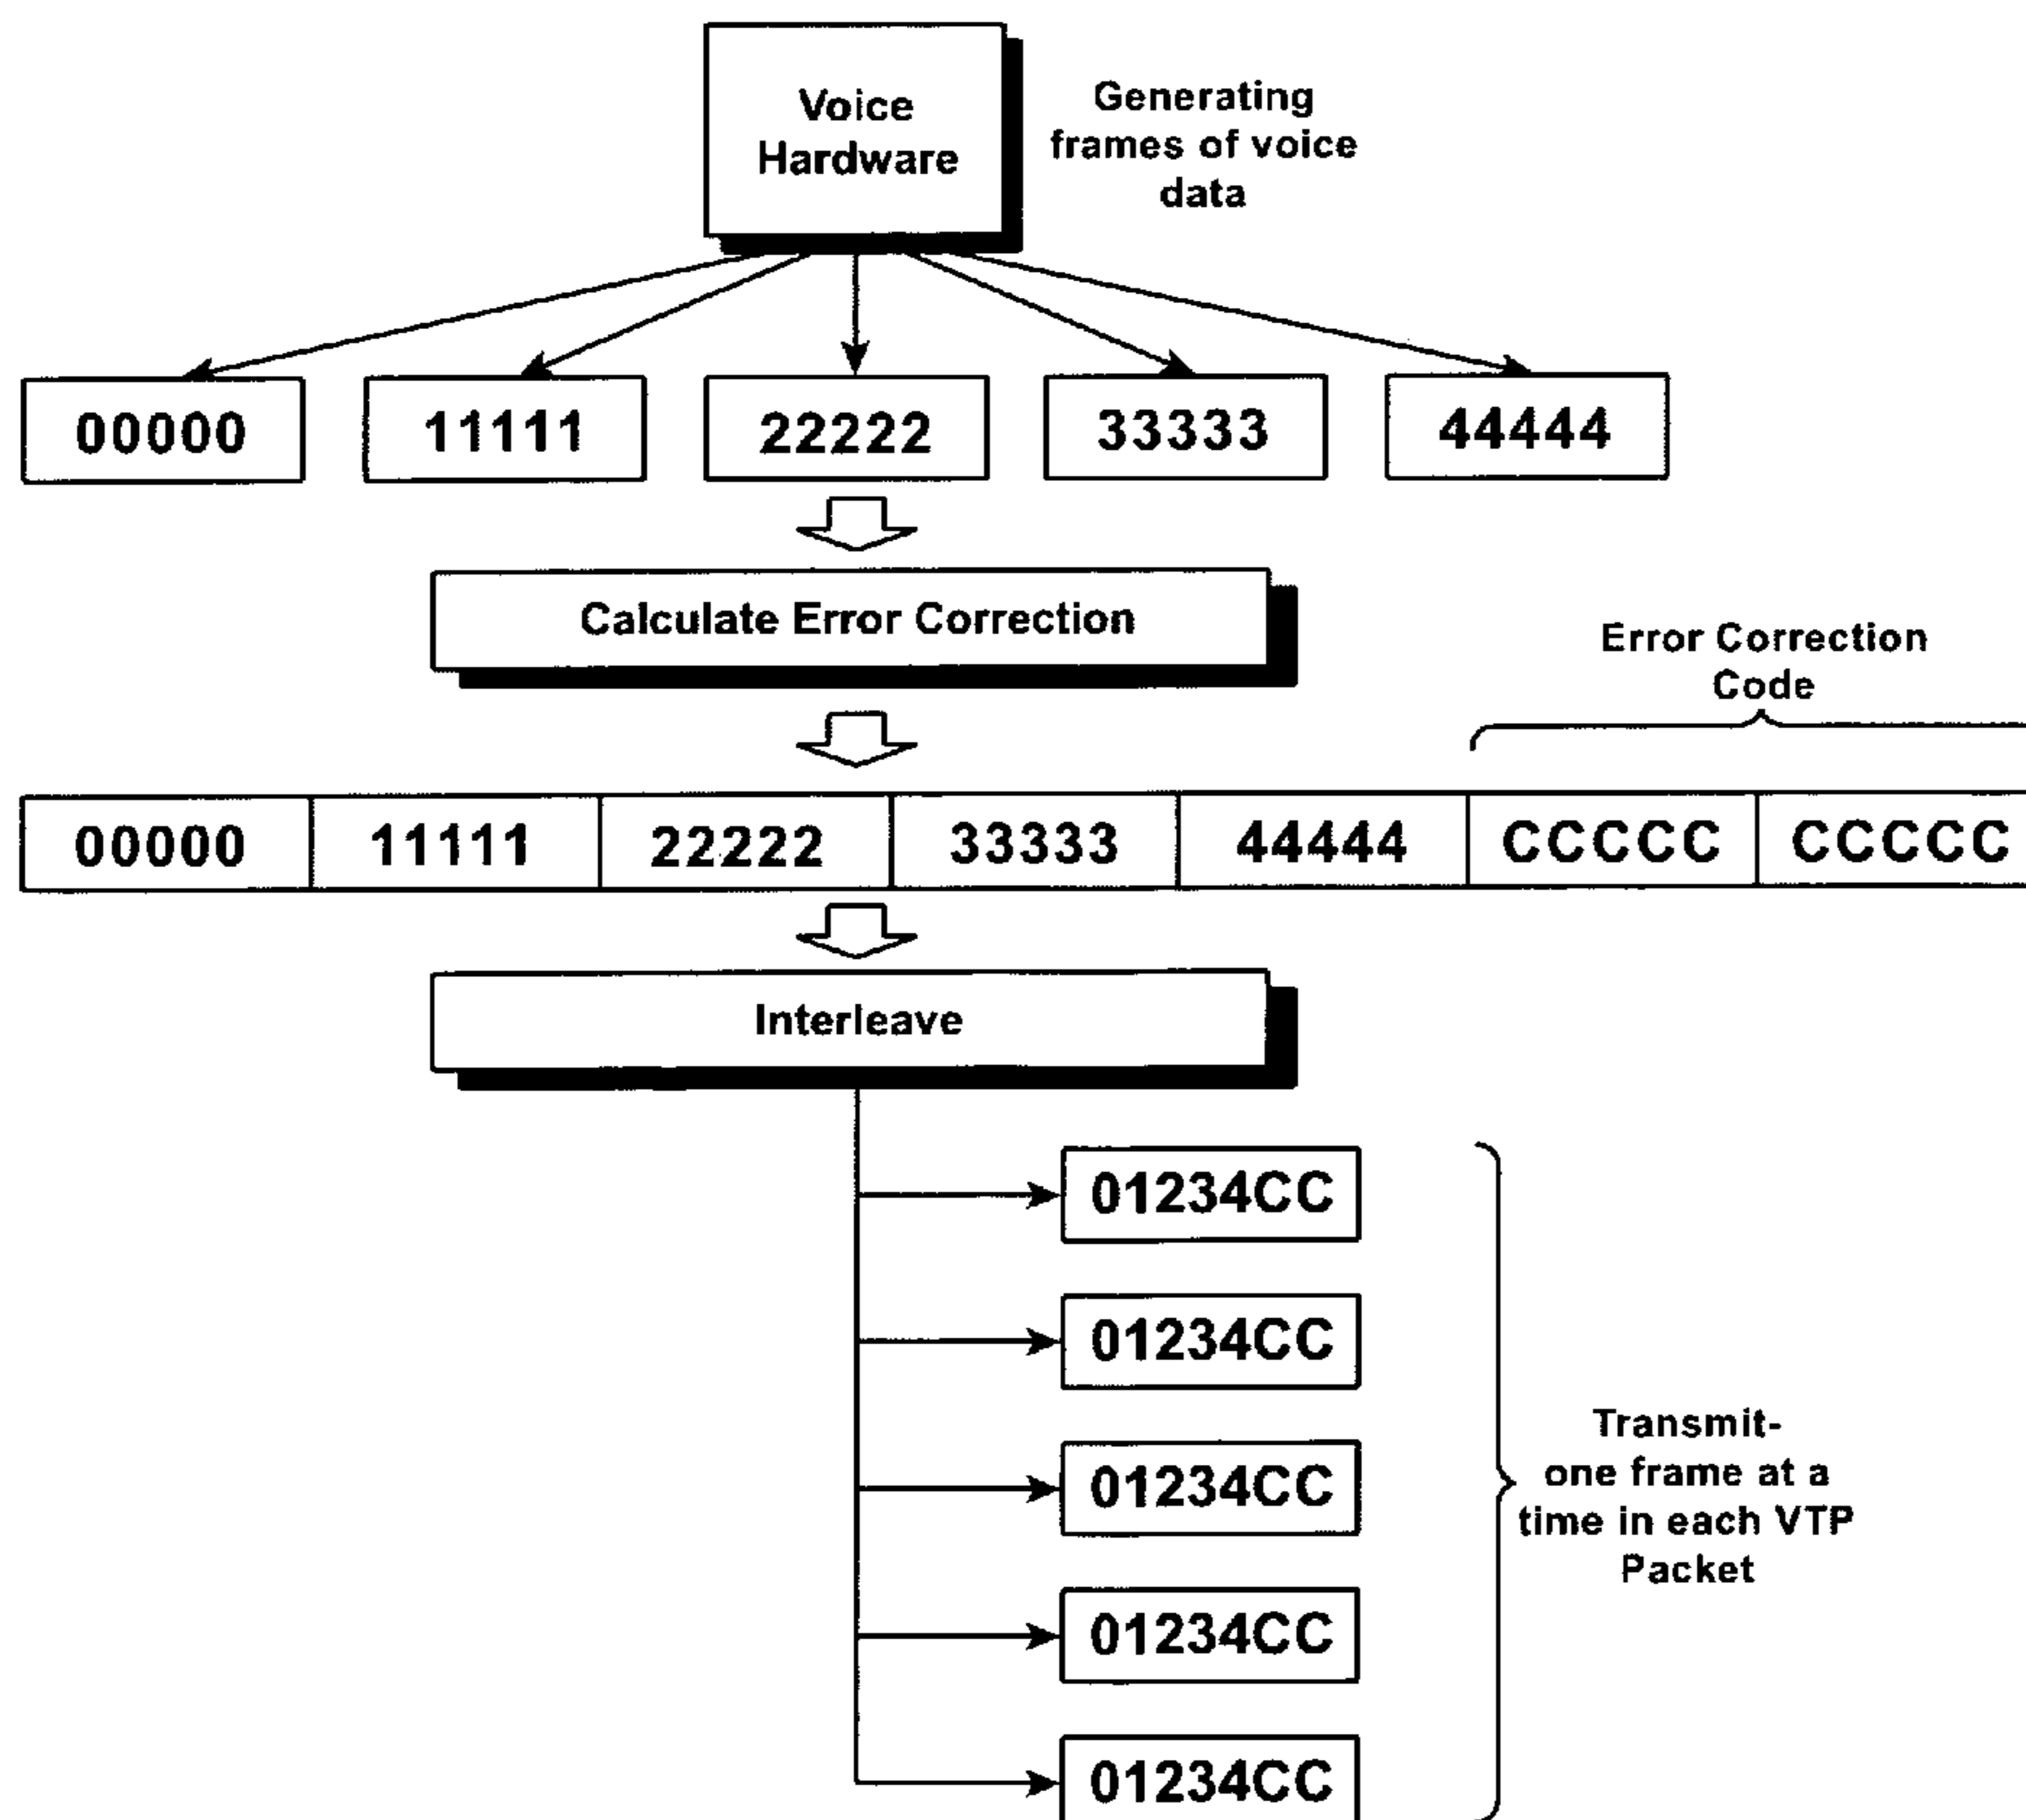 Voice
Hardware
Generating
frames of voice
data
00000
11111
22222
33333
44444
Calculate Error Correction
Error Correction
Code
00000
11111
22222
33333
44444
CCCCC
CCCCC
Interleave
01234CC
01234CC
01234CC
01234CC
01234CC
Transmit-
one frame at a
time in each VTP
Packet